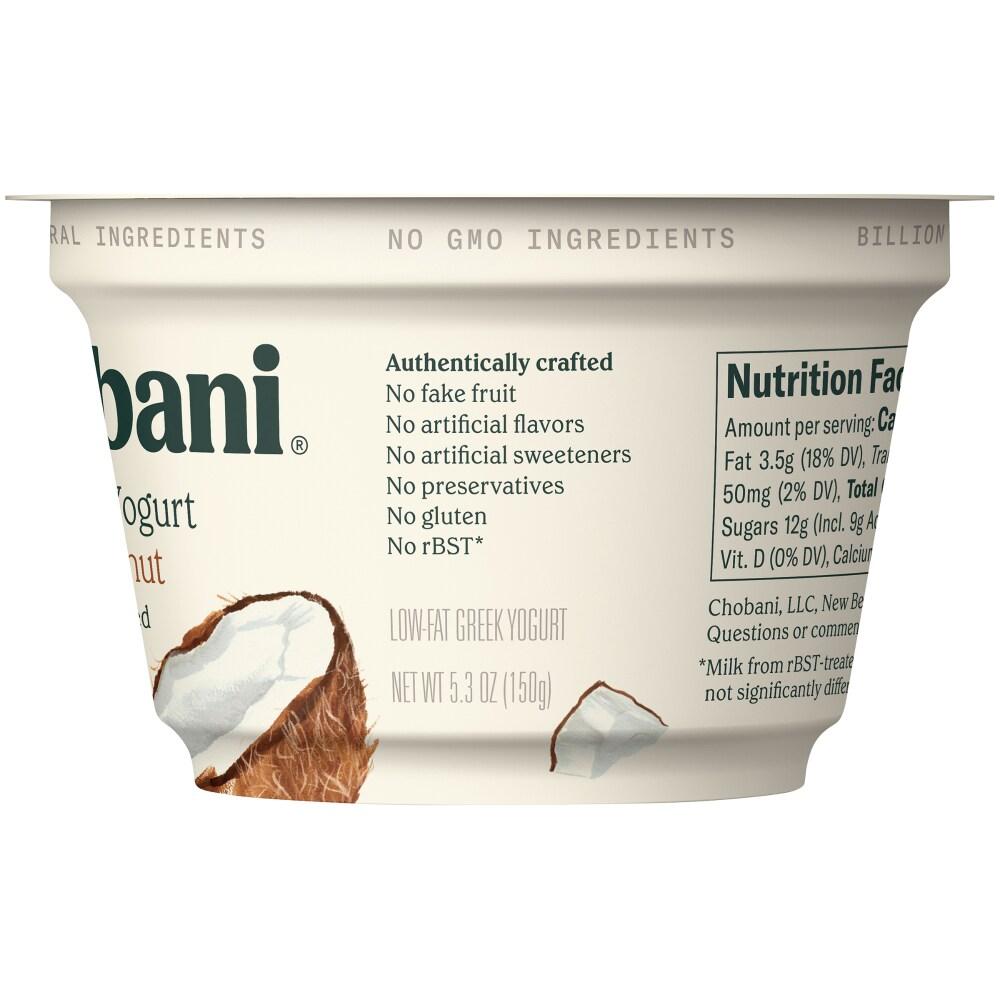 RAL INGREDIENTS NO GMO INGREDIENTS BILLION
bani®
Yogurt
nut
ed
Authentically crafted
No fake fruit
No artificial flavors
No artificial sweeteners
No preservatives
No gluten
No rBST*
LOW-FAT GREEK YOGURT
NET WT 5.3 OZ (150g)
Nutrition Fac
Amount per serving: Ca
Fat 3.5g (18% DV), Tra
50mg (2% DV), Total
Sugars 12g (Incl. 9g Ad
Vit. D (0% DV), Calcium
Chobani, LLC, New Be
Questions or commen
*Milk from rBST-treate
not significantly differ